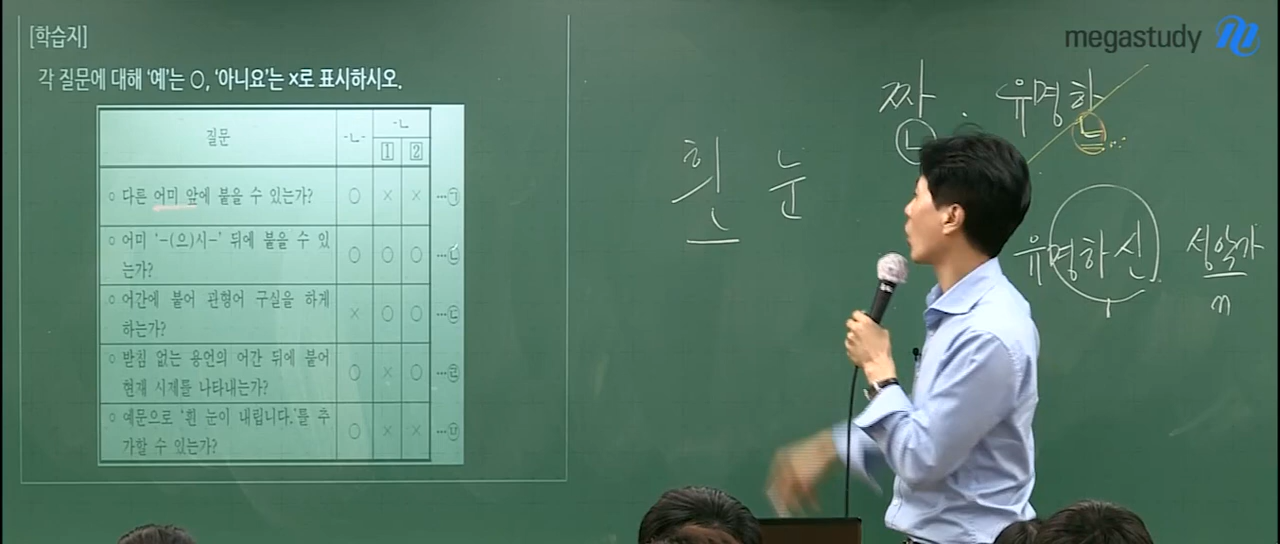 [학습지]
각 질문에 대해 ‘예’는 ○, ‘아니요’는 ×로 표시하시오.
질문 -ㄴ- -ㄴ
1 2
○ 다른 어미 앞에 붙을 수 있는가? ○ × × …㉠
○ 어미 ‘-(으)시-’ 뒤에 붙을 수 있
는가? ○ ○ ○ …㉡
○ 어간에 붙어 관형어 구실을 하게
하는가? × ○ ○ …㉢
○ 받침 없는 용언의 어간 뒤에 붙어
현재 시제를 나타내는가? ○ × ○ …㉣
○ 예문으로 ‘흰 눈이 내립니다.’를 추
가할 수 있는가? ○ × × …㉤
megastudy
짜 . 유명한
ㄴ
흰 눈
유명하신 성악가
n